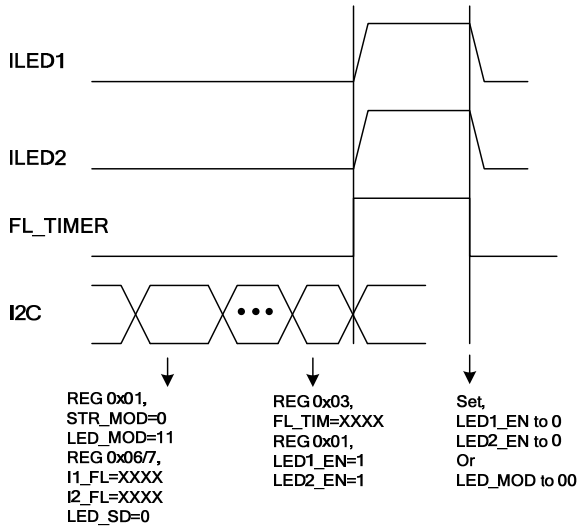 ILED1
ILED2
FL_TIMER
I2C
REG 0x01,
STR_MOD=0
LED_MOD=11
REG 0x06/7,
I1_FL=XXXX
I2_FL=XXXX
LED_SD=0
REG 0x03,
FL_TIM=XXXX
REG 0x01,
LED1_EN=1
LED2_EN=1
Set,
LED1_EN to 0
LED2_EN to 0
Or
LED_MOD to 00